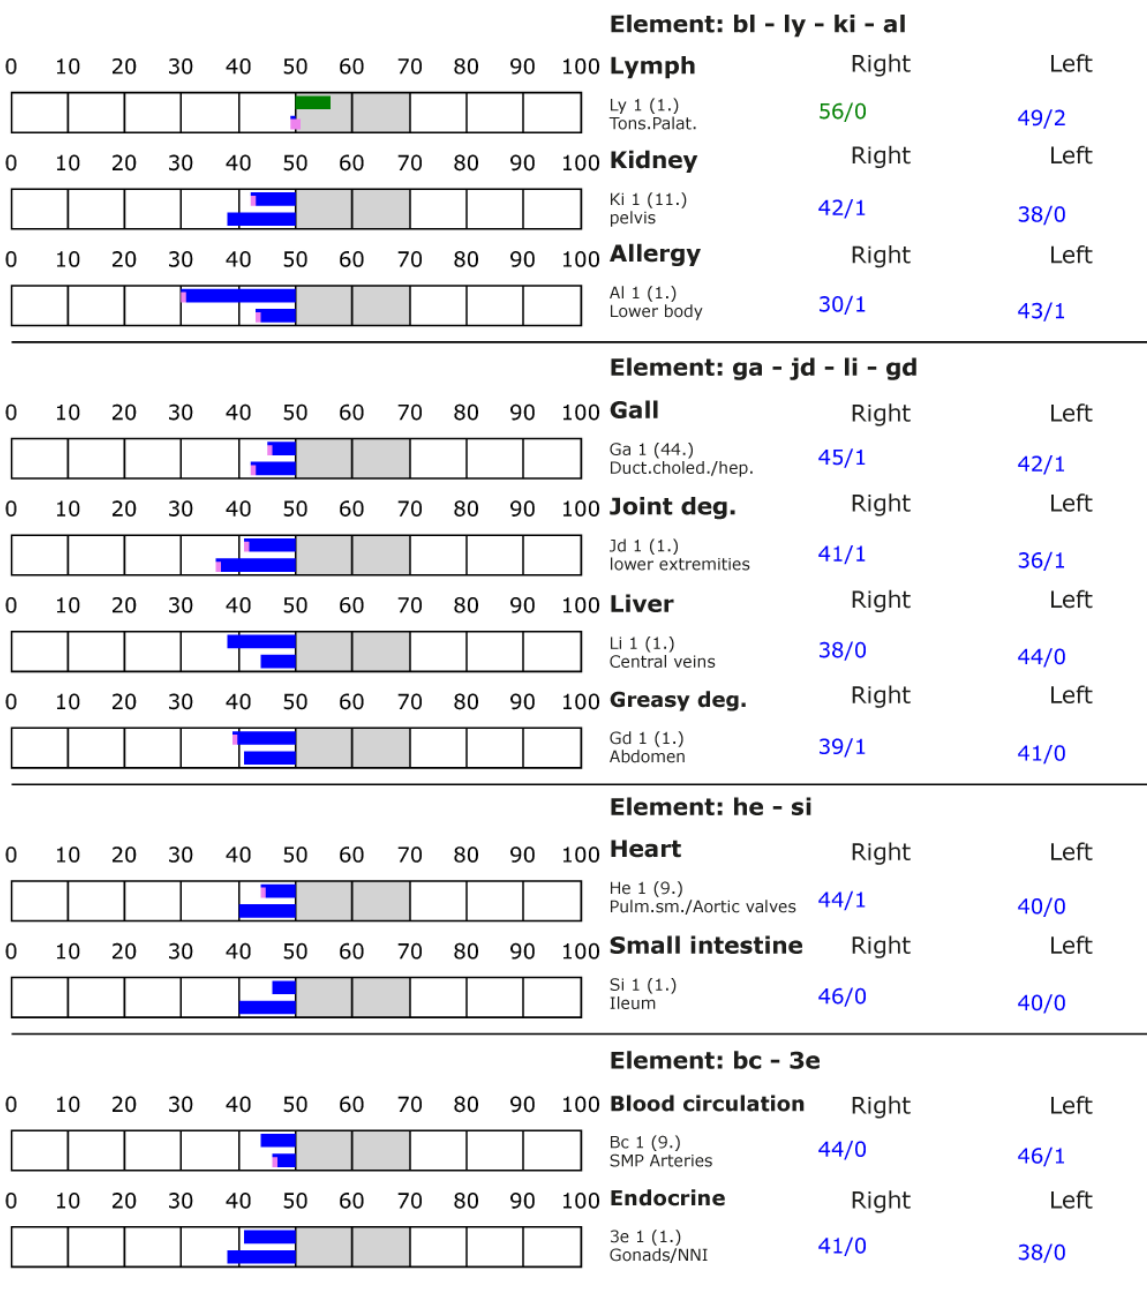 Element: bl - ly - ki - al
0 10 20 30 40 50 60 70 80 90 100 Lymph Right Left
Ly 1 (1.) 56/0 49/2
Tons.Palat.
0 10 20 30 40 50 60 70 80 90 100 Kidney Right Left
Ki 1 (11.) 42/1 38/0
pelvis
0 10 20 30 40 50 60 70 80 90 100 Allergy Right Left
Al 1 (1.) 30/1 43/1
Lower body
Element: ga - jd - li - gd
0 10 20 30 40 50 60 70 80 90 100 Gall Right Left
Ga 1 (44.) 45/1 42/1
Duct.choled./hep.
0 10 20 30 40 50 60 70 80 90 100 Joint deg. Right Left
Jd 1 (1.) 41/1 36/1
lower extremities
0 10 20 30 40 50 60 70 80 90 100 Liver Right Left
Li 1 (1.) 38/0 44/0
Central veins
0 10 20 30 40 50 60 70 80 90 100 Greasy deg. Right Left
Gd 1 (1.) 39/1 41/0
Abdomen
Element: he - si
0 10 20 30 40 50 60 70 80 90 100 Heart Right Left
He 1 (9.) 44/1 40/0
Pulm.sm./Aortic valves
0 10 20 30 40 50 60 70 80 90 100 Small intestine Right Left
Si 1 (1.) 46/0 40/0
Ileum
Element: bc - 3e
0 10 20 30 40 50 60 70 80 90 100 Blood circulation Right Left
Bc 1 (9.) 44/0 46/1
SMP Arteries
0 10 20 30 40 50 60 70 80 90 100 Endocrine Right Left
3e 1 (1.) 41/0 38/0
Gonads/NNI